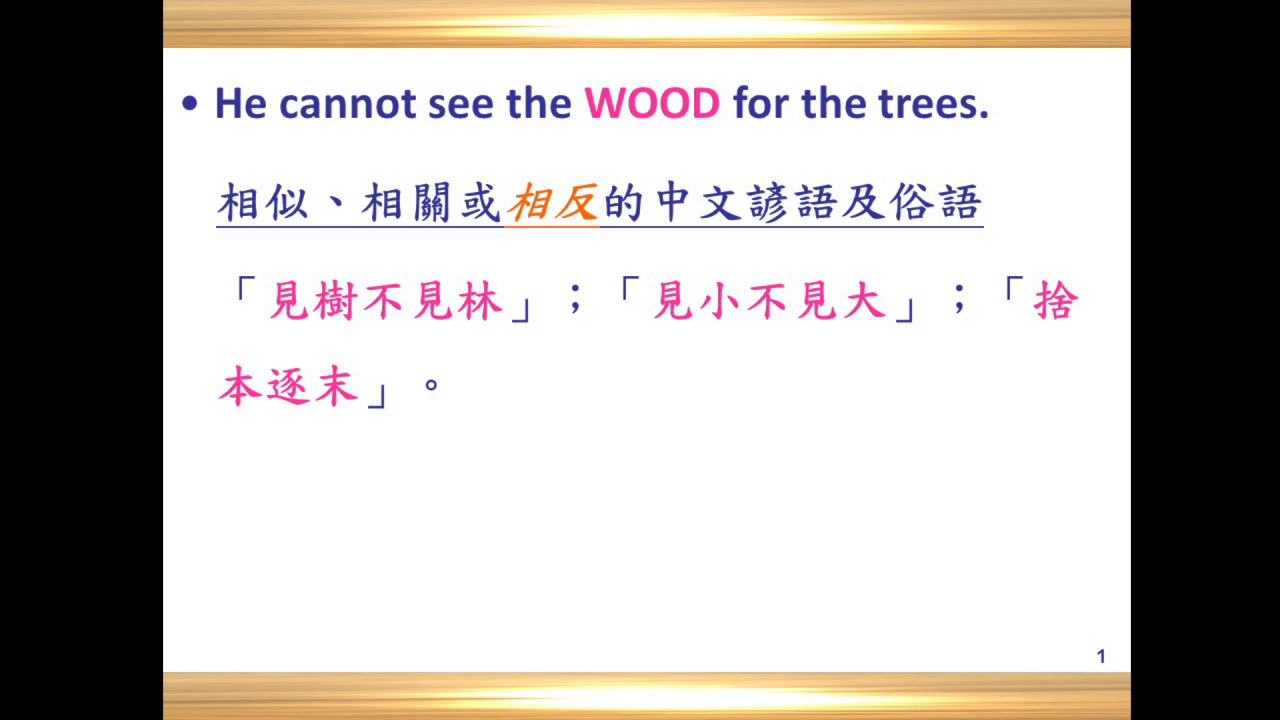 • He cannot see the WOOD for the trees.
相似、相關或相反的中文諺語及俗語
「見樹不見林」；「見小不見大」；「捨
本逐末」。
1